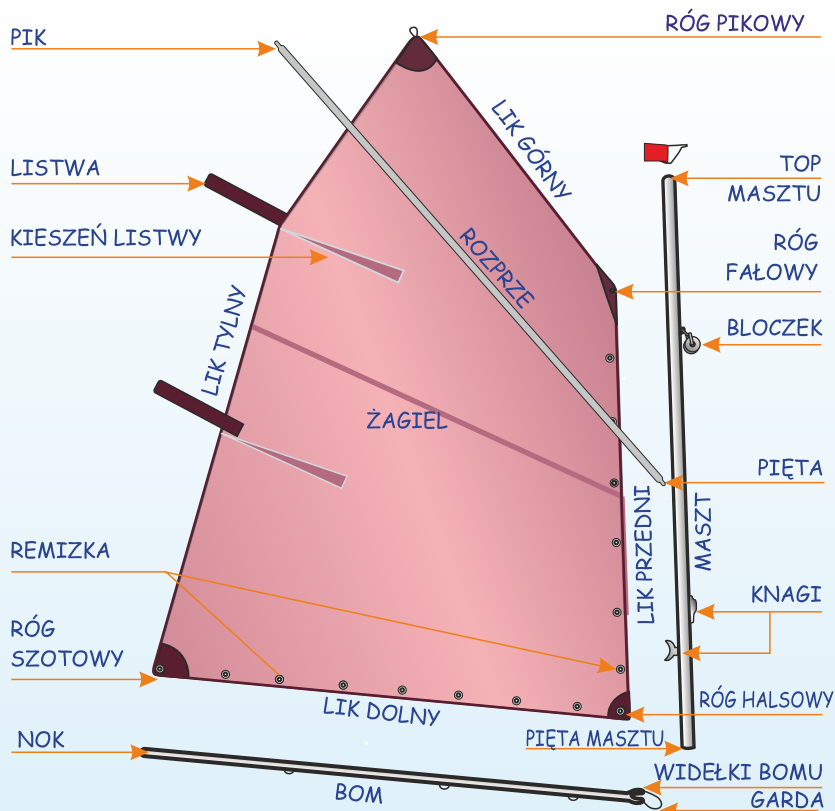 PIK
RÓG PIKOWY
LIK GÓRNY
LISTWA
TOP
MASZTU
KIESZEŃ LISTWY
RÓG
FAŁOWY
ROZPRZE
LIK TYLNY
BLOCZEK
ŻAGIEL
PIĘTA
LIK PRZEDNI
MASZT
REMIZKA
KNAGI
RÓG
SZOTOWY
RÓG HALSOWY
LIK DOLNY
PIĘTA MASZTU
NOK
WIDEŁKI BOMU
BOM
GARDA